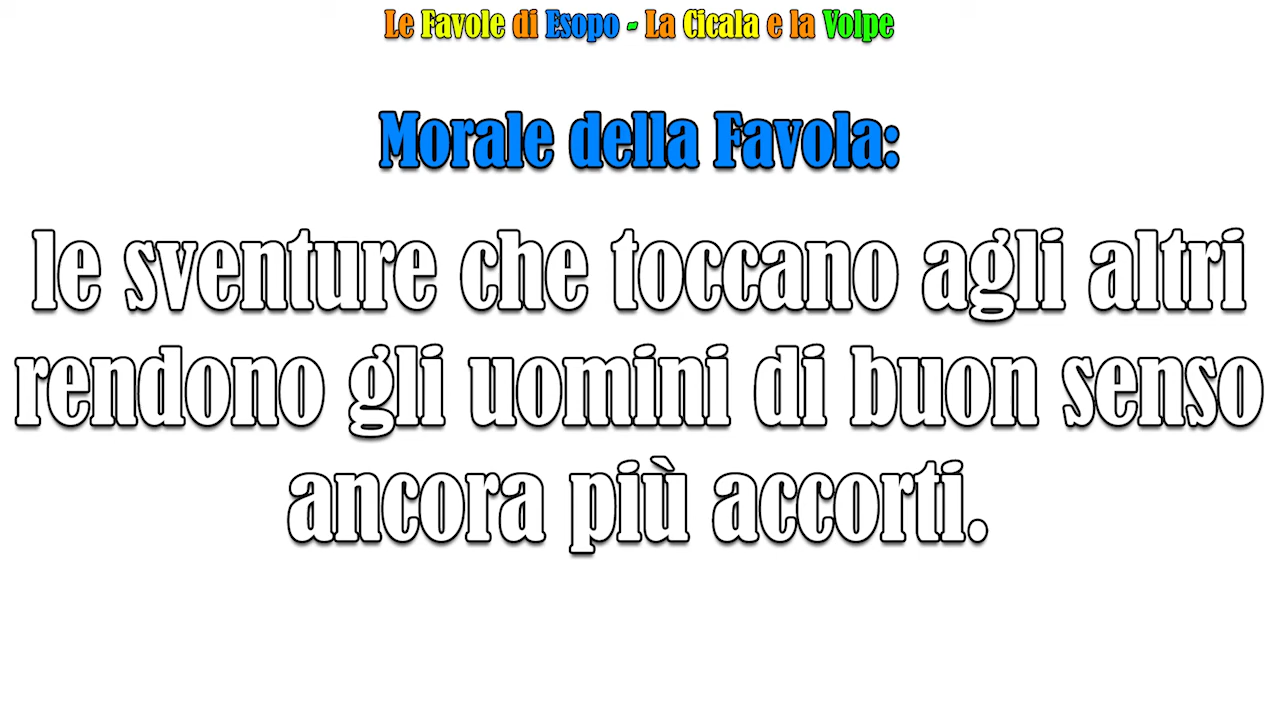 Le Favole di Esopo - La Cicala e la Volpe
Morale della Favola:
le sventure che toccano agli altri
rendono gli uomini di buon senso
ancora più accorti.